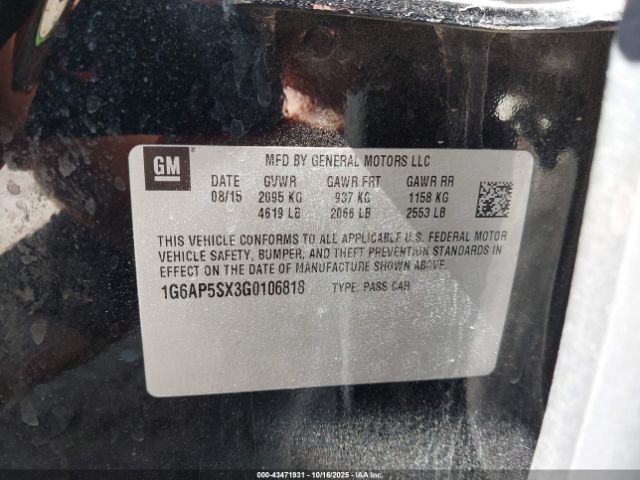 GM
MFD BY GENERAL MOTORS LLC
DATE GVWR GAWR FRT GAWR RR
08/15 2095 KG 937 KG 1158 KG
4619 LB 2066 LB 2553 LB
THIS VEHICLE CONFORMS TO ALL APPLICABLE U.S. FEDERAL MOTOR
VEHICLE SAFETY, BUMPER, AND THEFT PREVENTION STANDARDS IN
EFFECT ON THE DATE OF MANUFACTURE SHOWN ABOVE.
1G6AP5SX3G0106818 TYPE: PASS CAR
000-43471931 - 10/16/2025 -